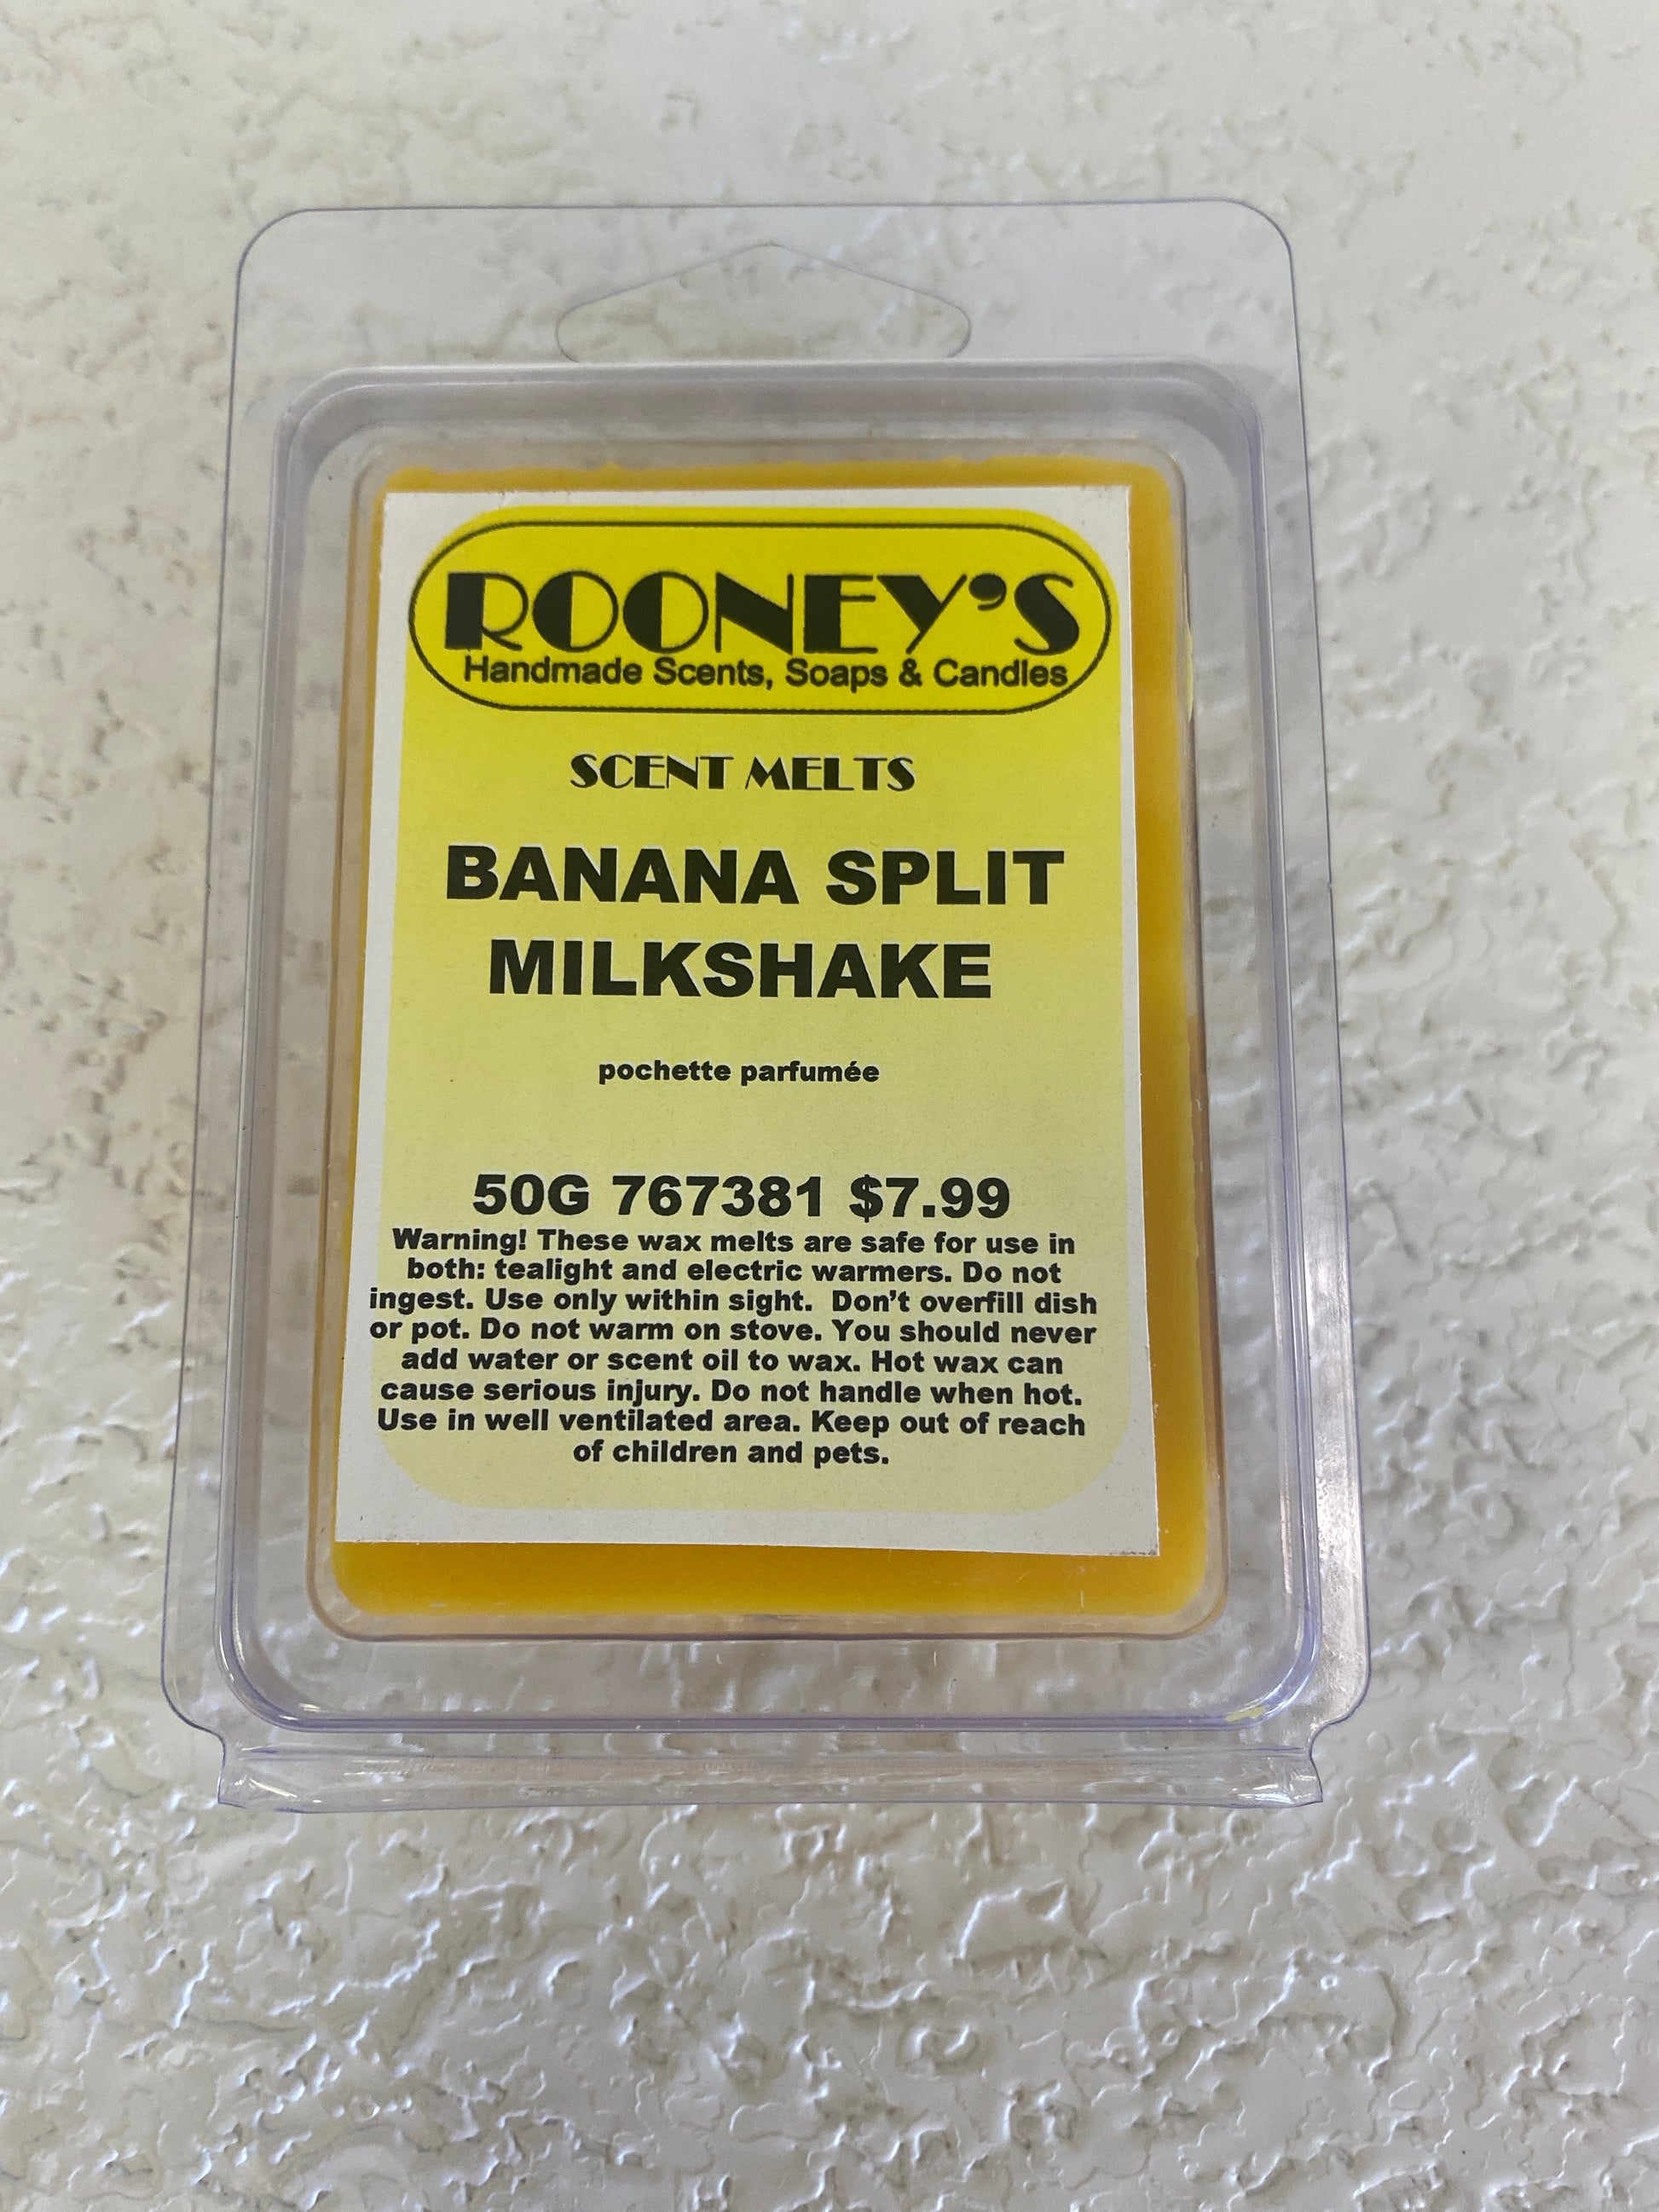 ROONEY'S
Handmade Scents, Soaps & Candles
SCENT MELTS
BANANA SPLIT
MILKSHAKE
pochette parfumée
50G 767381 $7.99
Warning! These wax melts are safe for use in
both: tealight and electric warmers. Do not
ingest. Use only within sight.  Don't overfill dish
or pot. Do not warm on stove. You should never
add water or scent oil to wax. Hot wax can
cause serious injury. Do not handle when hot.
Use in well ventilated area. Keep out of reach
of children and pets.